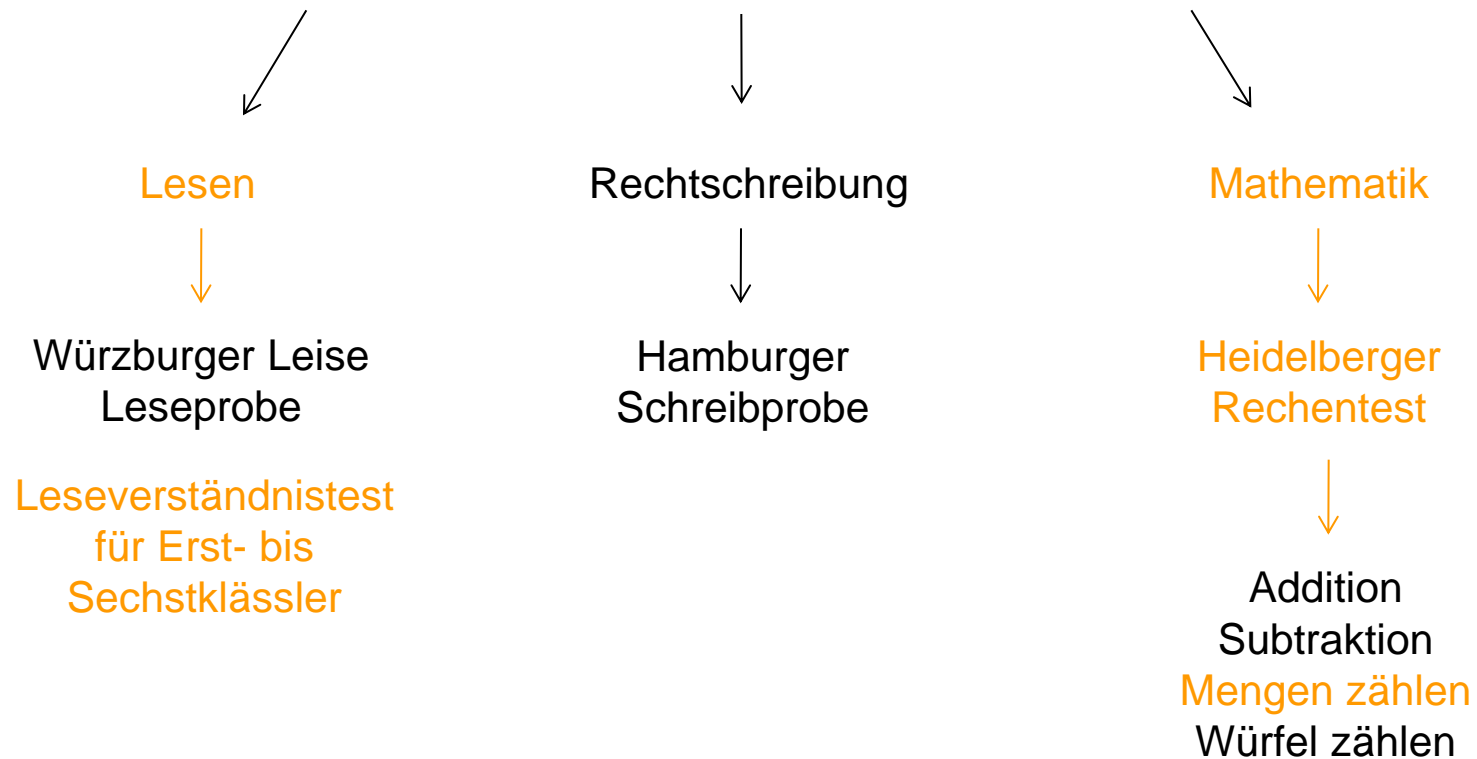 Lesen
Würzburger Leise
Leseprobe
Leseverständnistest
für Erst- bis
Sechstklässler
Rechtschreibung
Hamburger
Schreibprobe
Mathematik
Heidelberger
Rechentest
Addition
Subtraktion
Mengen zählen
Würfel zählen